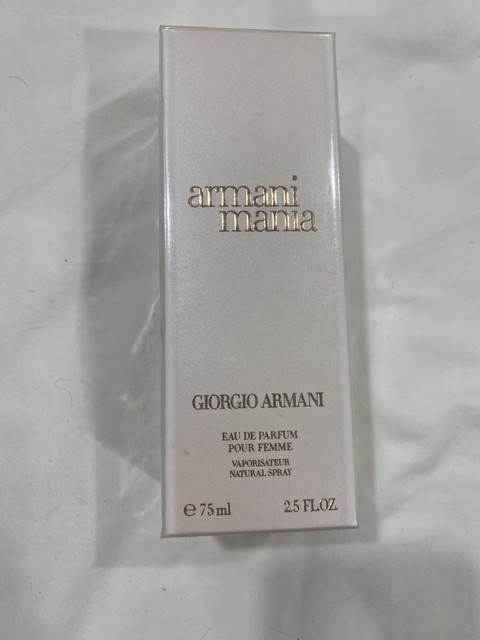 armani
mania
GIORGIO ARMANI
EAU DE PARFUM
POUR FEMME
VAPORISATEUR
NATURAL SPRAY
e 75 ml 2.5 FL.OZ.